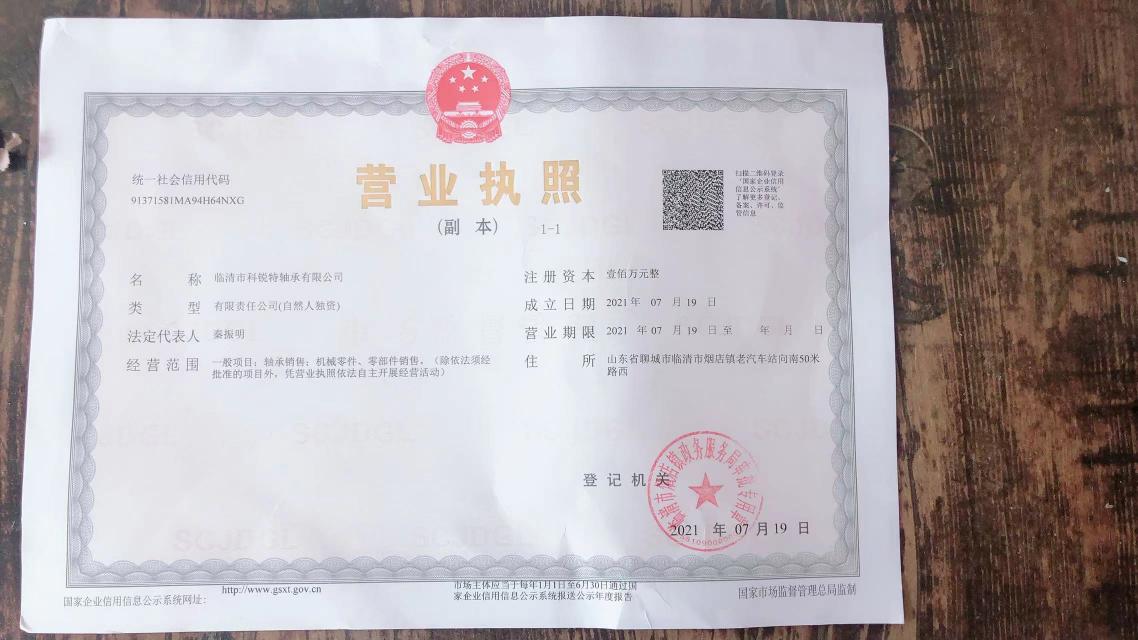 营业执照
(副本) 1-1
统一社会信用代码
91371581MA94H64NXG
扫描二维码登录
“国家企业信用
信息公示系统”
了解更多登记、
备案、许可、监
管信息
名称 临清市科锐特轴承有限公司
类型 有限责任公司(自然人独资)
法定代表人 秦振明
经营范围 一般项目：轴承销售；机械零件、零部件销售。（除依法须经
批准的项目外，凭营业执照依法自主开展经营活动）
注册资本 壹佰万元整
成立日期 2021年 07 月 19 日
营业期限 2021 年 07 月 19 日至 年 月 日
住所 山东省聊城市临清市烟店镇老汽车站向南50米
路西
登记机关
2021 年 07 月 19 日
国家企业信用信息公示系统网址：
http://www.gsxt.gov.cn
市场主体应当于每年1月1日至6月30日通过国
家企业信用信息公示系统报送公示年度报告
国家市场监督管理总局监制